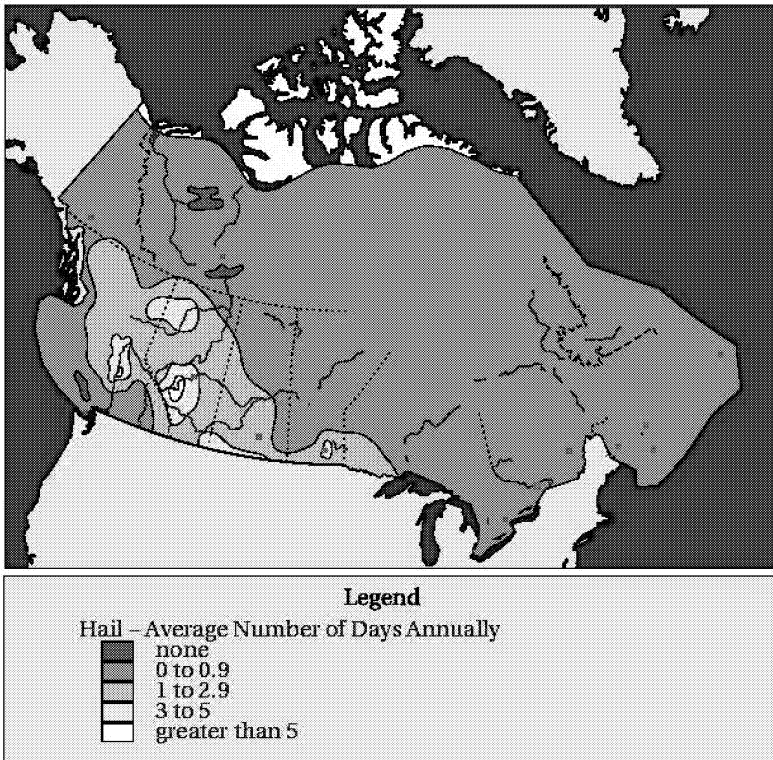 Legend
Hail – Average Number of Days Annually
none
0 to 0.9
1 to 2.9
3 to 5
greater than 5